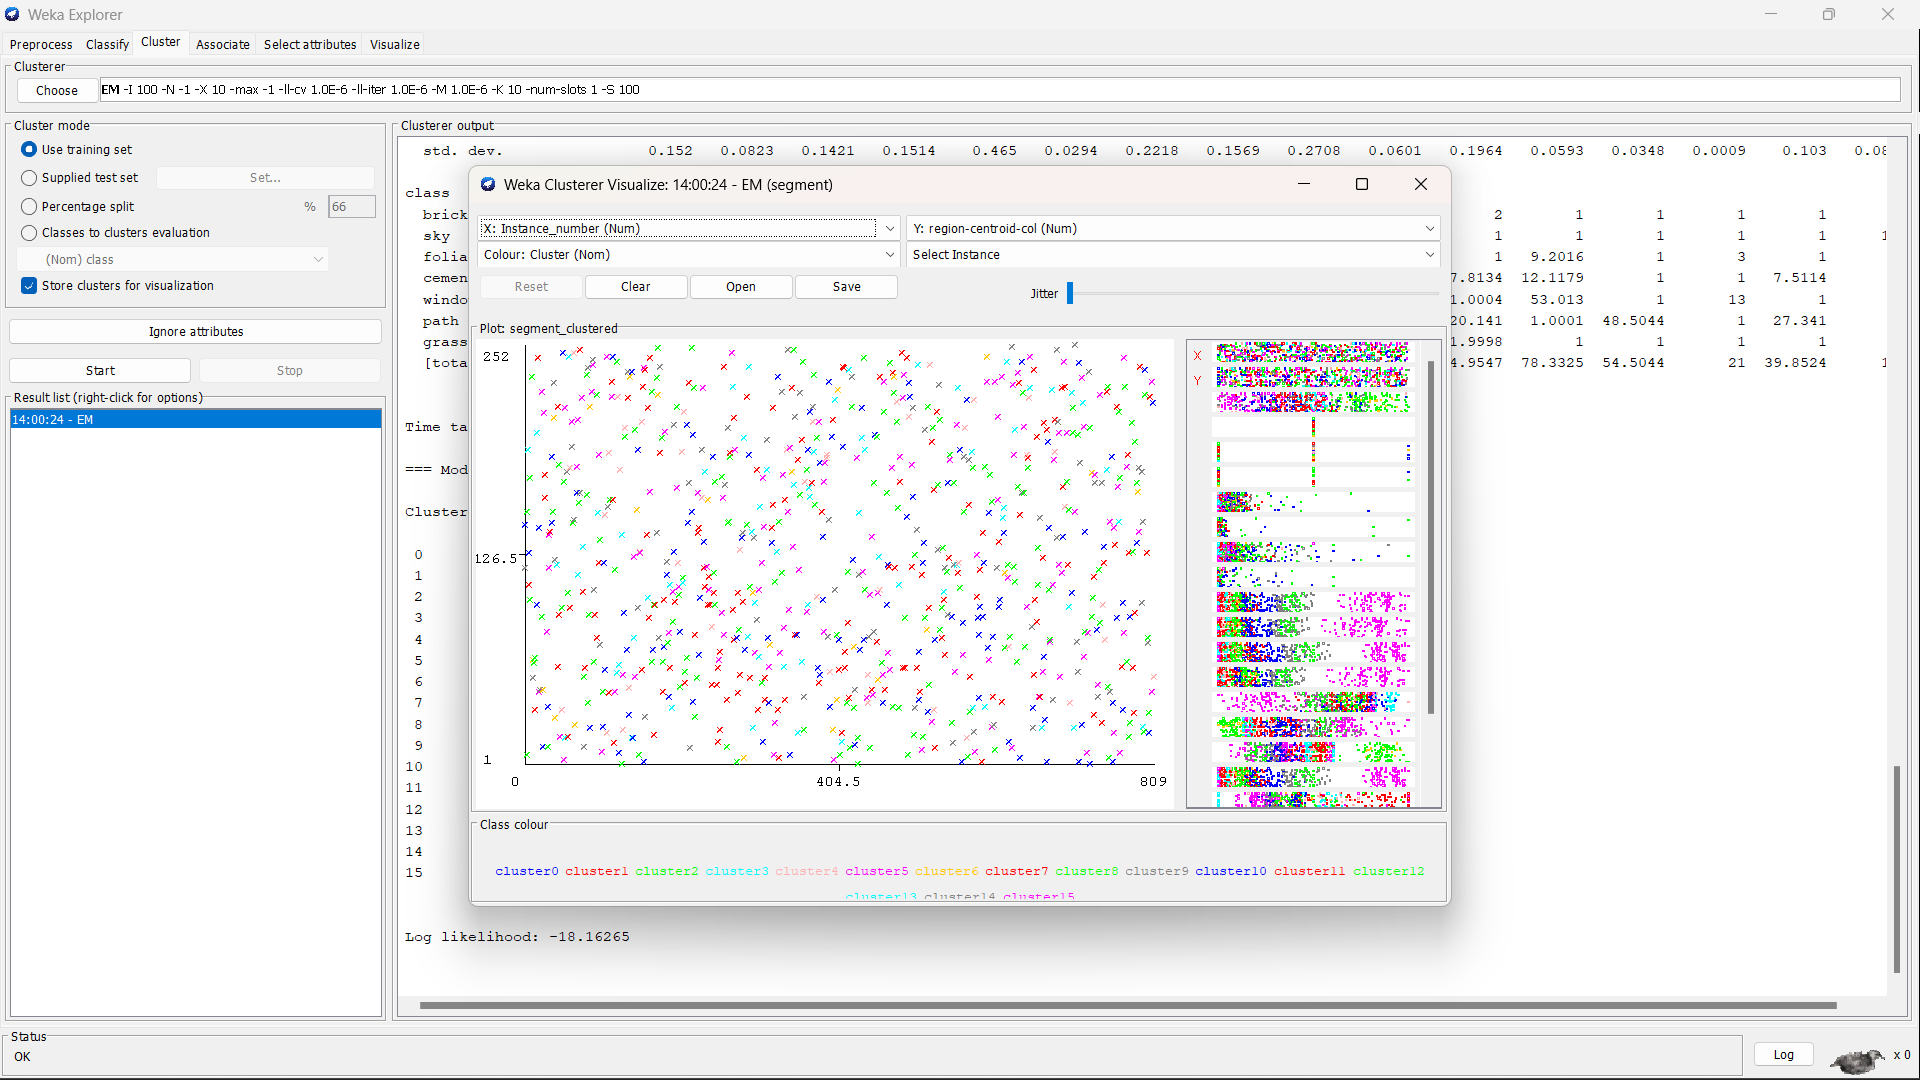 Weka Explorer
Preprocess Classify Cluster Associate Select attributes Visualize
Clusterer
Choose EM -I 100 -N -1 -X 10 -max -1 -ll-cv 1.0E-6 -ll-iter 1.0E-6 -M 1.0E-6 -K 10 -num-slots 1 -S 100
Cluster mode
Use training set
Supplied test set Set...
Percentage split % 66
Classes to clusters evaluation
(Nom) class
Store clusters for visualization
Ignore attributes
Start Stop
Result list (right-click for options)
14:00:24 - EM
Clusterer output
std. dev. 0.152 0.0823 0.1421 0.1514 0.465 0.0294 0.2218 0.1569 0.2708 0.0601 0.1964 0.0593 0.0348 0.0009 0.103 0.08
class
brick 2 1 1 1 1
sky 1 1 1 1 1 1
folia 1 9.2016 1 3 1
cemen 7.8134 12.1179 1 1 7.5114
windo 1.0004 53.013 1 13 1
path 20.141 1.0001 48.5044 1 27.341
grass 1.9998 1 1 1 1
[tota 4.9547 78.3325 54.5044 21 39.8524 1
Time ta
=== Mod
Cluster
0
1
2
3
4
5
6
7
8
9
10
11
12
13
14
15
Log likelihood: -18.16265
Weka Clusterer Visualize: 14:00:24 - EM (segment)
X: Instance_number (Num) Y: region-centroid-col (Num)
Colour: Cluster (Nom) Select Instance
Reset Clear Open Save Jitter
Plot: segment_clustered
252
126.5
1
0 404.5 809
X
Y
Class colour
cluster0 cluster1 cluster2 cluster3 cluster4 cluster5 cluster6 cluster7 cluster8 cluster9 cluster10 cluster11 cluster12
cluster13 cluster14 cluster15
Status
OK
Log x 0